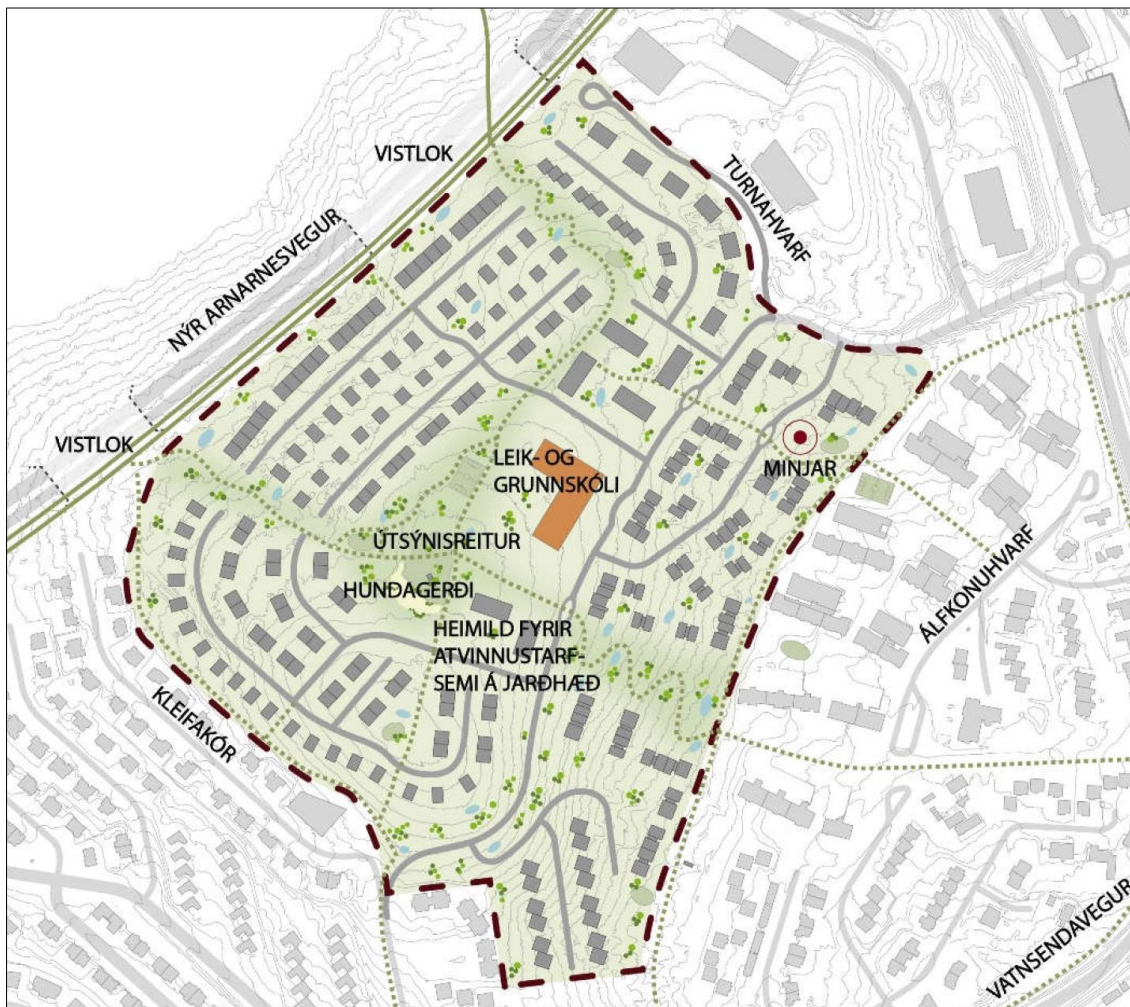 VISTLOK
TURNAHVARF
NÝR ARNARNESVEGUR
VISTLOK
LEIK- OG
GRUNNSKÓLI
MINJAR
ÚTSÝNISREITUR
HUNDAGERÐI
HEIMILD FYRIR
ATVINNUSTARF-
SEMI Á JARÐHÆÐ
ÁLFKONUHVARF
KLEIFAKÓR
VATNSENDAVEGUR